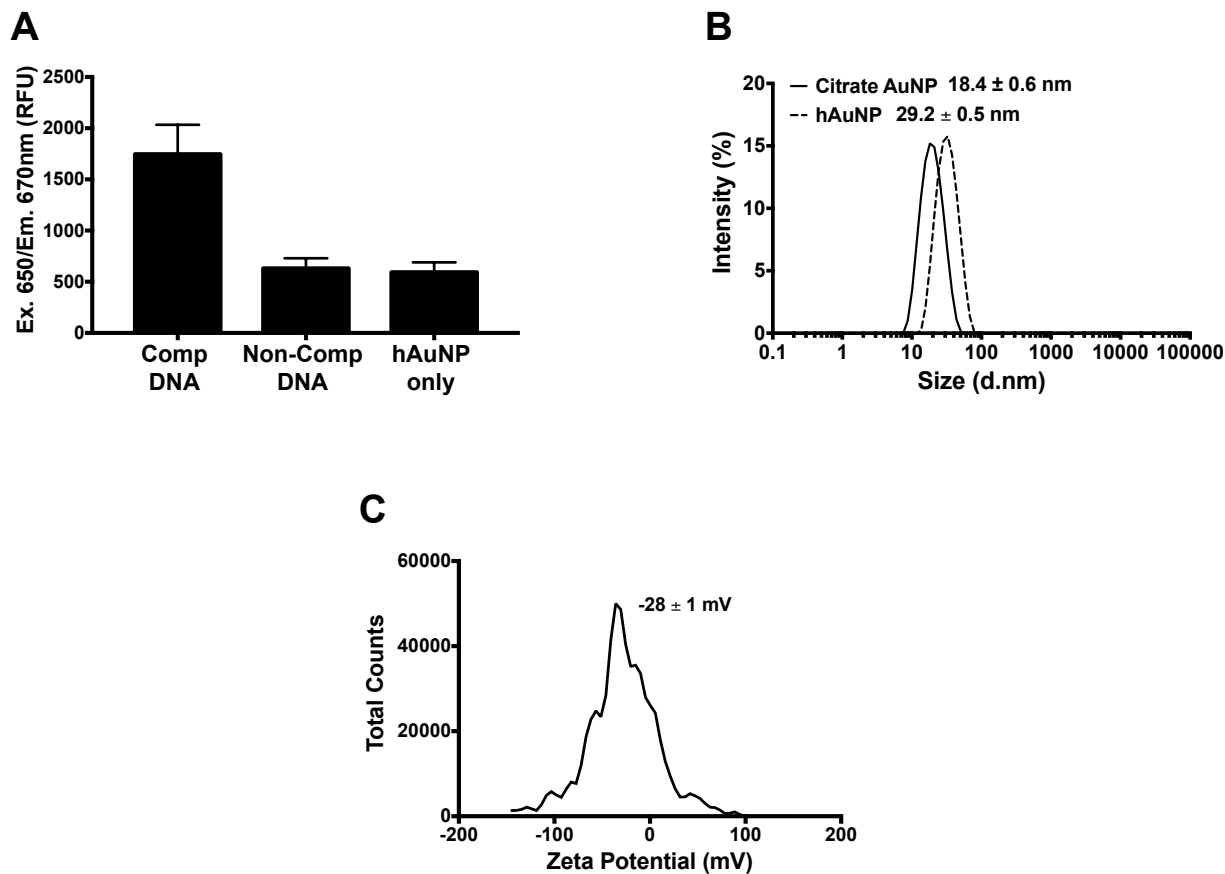 A
Ex. 650/Em. 670nm (RFU)
2500
2000
1500
1000
500
0
Comp
DNA
Non-Comp
DNA
hAuNP
only
B
Citrate AuNP 18.4 ± 0.6 nm
hAuNP 29.2 ± 0.5 nm
Intensity (%)
20
15
10
5
0
0.1 1 10 100 1000 10000 100000
Size (d.nm)
C
-28 ± 1 mV
Total Counts
60000
40000
20000
0
-200 -100 0 100 200
Zeta Potential (mV)